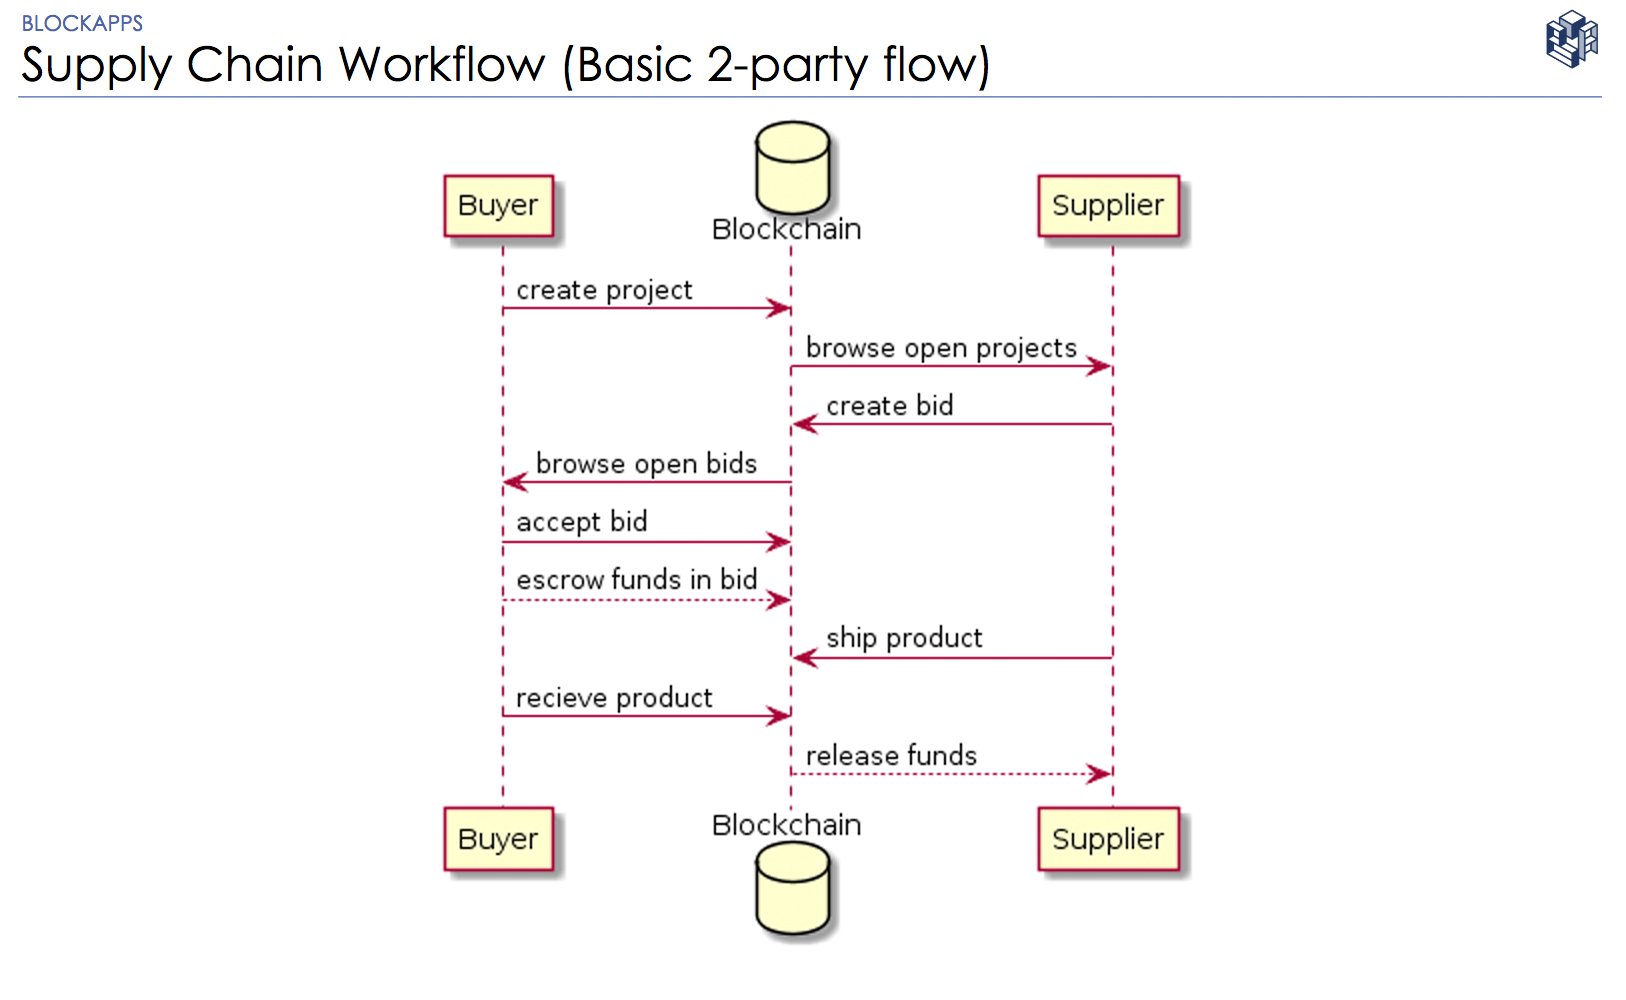 BLOCKAPPS
Supply Chain Workflow (Basic 2-party flow)
Buyer
Blockchain
Supplier
create project
browse open projects
create bid
browse open bids
accept bid
escrow funds in bid
ship product
recieve product
release funds
Buyer
Blockchain
Supplier